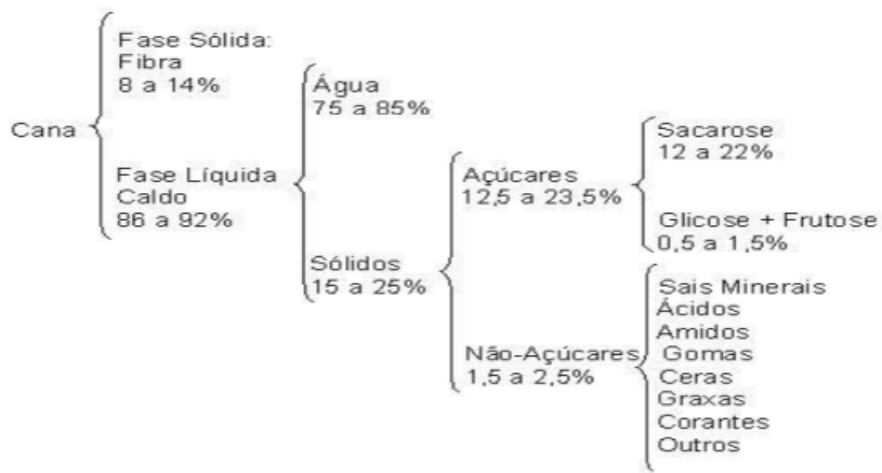 Cana
Fase Sólida:
Fibra
8 a 14%
Fase Líquida
Caldo
86 a 92%
Água
75 a 85%
Sólidos
15 a 25%
Açúcares
12,5 a 23,5%
Sacarose
12 a 22%
Glicose + Frutose
0,5 a 1,5%
Não-Açúcares
1,5 a 2,5%
Sais Minerais
Ácidos
Amidos
Gomas
Ceras
Graxas
Corantes
Outros